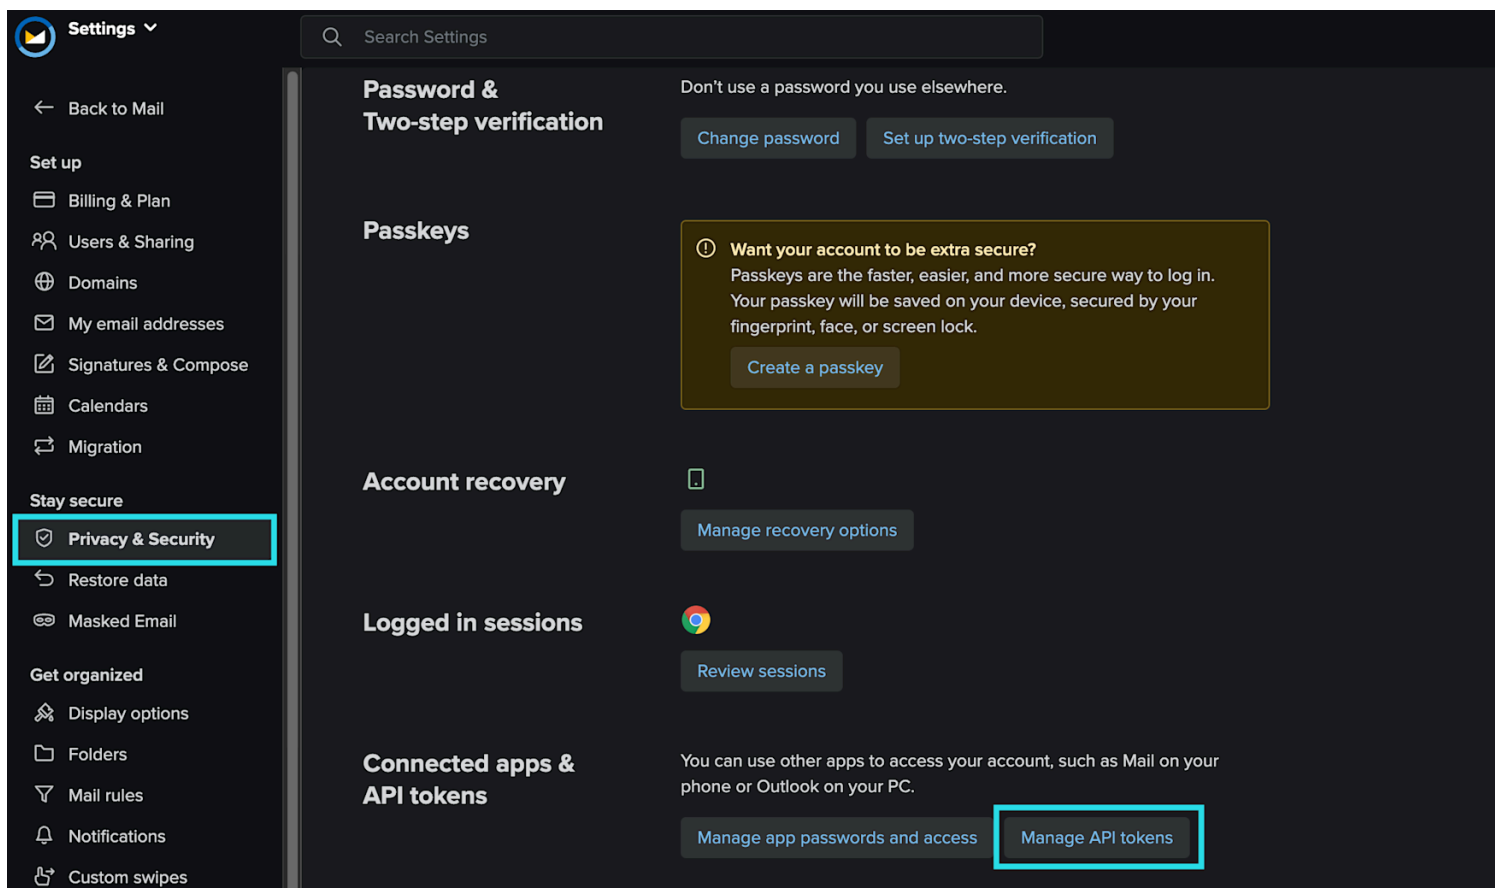 Settings
Search Settings
Back to Mail
Set up
Billing & Plan
Users & Sharing
Domains
My email addresses
Signatures & Compose
Calendars
Migration
Stay secure
Privacy & Security
Restore data
Masked Email
Get organized
Display options
Folders
Mail rules
Notifications
Custom swipes
Password &
Two-step verification
Don't use a password you use elsewhere.
Change password
Set up two-step verification
Passkeys
Want your account to be extra secure?
Passkeys are the faster, easier, and more secure way to log in.
Your passkey will be saved on your device, secured by your
fingerprint, face, or screen lock.
Create a passkey
Account recovery
Manage recovery options
Logged in sessions
Review sessions
Connected apps &
API tokens
You can use other apps to access your account, such as Mail on your
phone or Outlook on your PC.
Manage app passwords and access
Manage API tokens